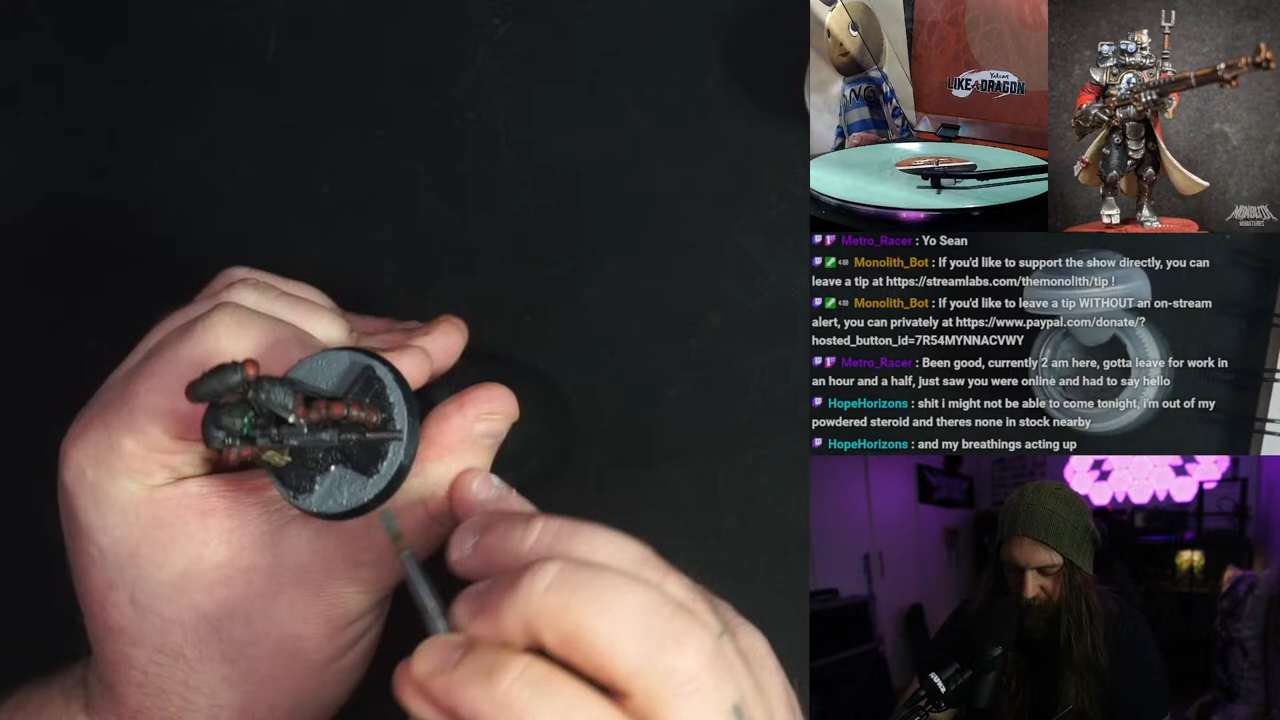 Yakuza
LIKE A DRAGON
MONOLITH
MINIATURES
Metro_Racer : Yo Sean
Monolith_Bot : If you'd like to support the show directly, you can
leave a tip at https://streamlabs.com/themonolith/tip !
Monolith_Bot : If you'd like to leave a tip WITHOUT an on-stream
alert, you can privately at https://www.paypal.com/donate/?
hosted_button_id=7R54MYNNACVWY
Metro_Racer : Been good, currently 2 am here, gotta leave for work in
an hour and a half, just saw you were online and had to say hello
HopeHorizons : shit i might not be able to come tonight, i'm out of my
powdered steroid and theres none in stock nearby
HopeHorizons : and my breathings acting up